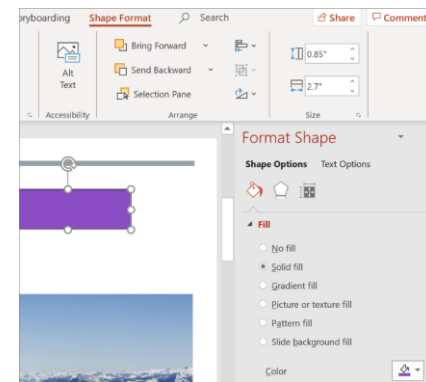 Shape Format
Search
Share
Comment
Alt
Text
Bring Forward
Send Backward
Selection Pane
0.85"
2.7"
Accessibility
Arrange
Size
Format Shape
Shape Options Text Options
Fill
No fill
Solid fill
Gradient fill
Picture or texture fill
Pattern fill
Slide background fill
Color